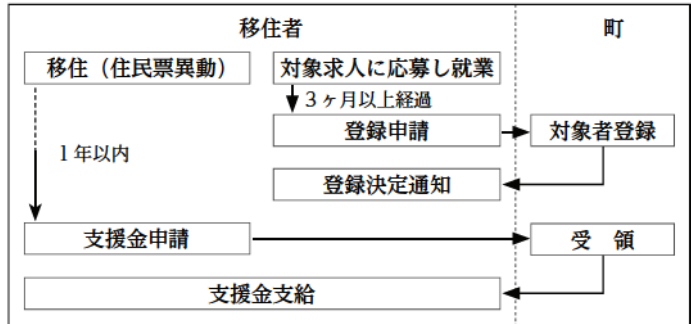 移住者 町
移住（住民票異動） 対象求人に応募し就業
３ヶ月以上経過
登録申請 対象者登録
１年以内
登録決定通知
支援金申請 受　領
支援金支給